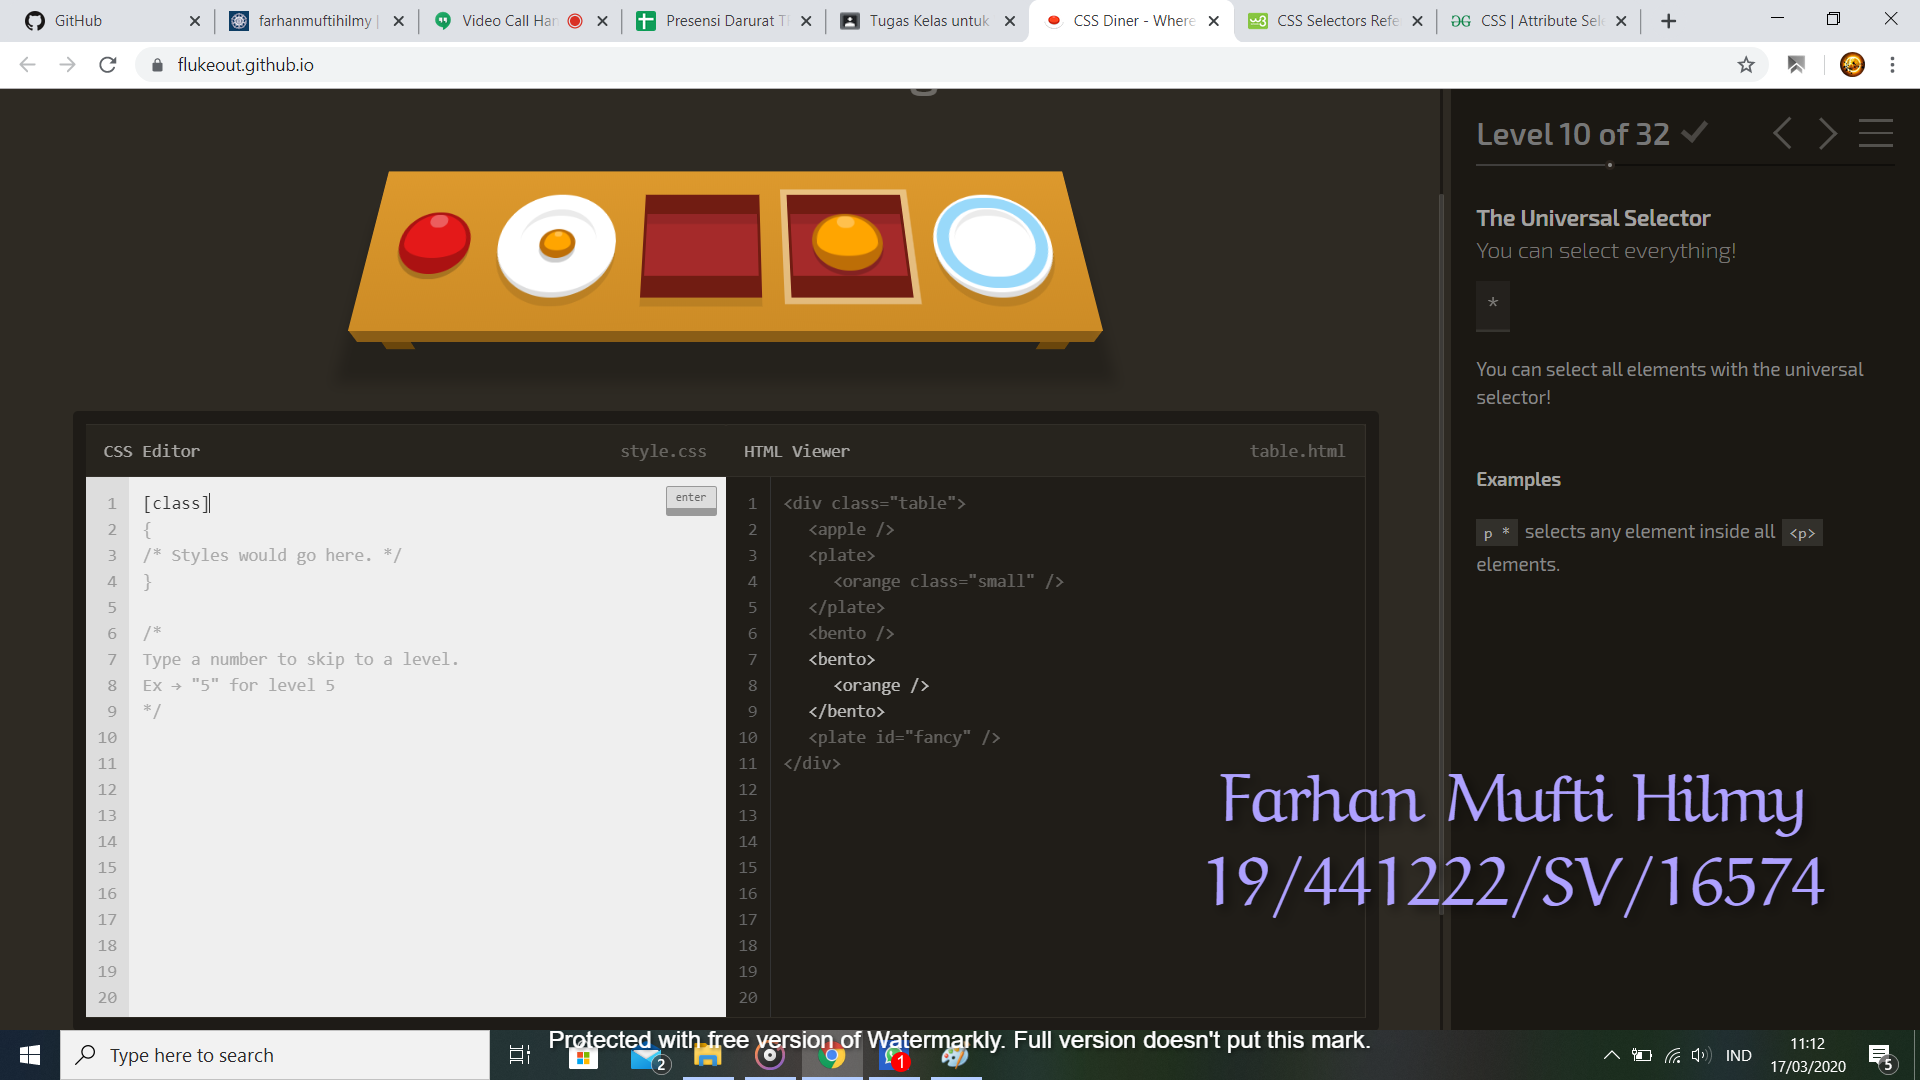 GitHub
farhanmuftihilmy |
Video Call Han
Presensi Darurat T
Tugas Kelas untuk
CSS Diner - Where
CSS Selectors Refe
CSS | Attribute Sele
flukeout.github.io
Level 10 of 32
The Universal Selector
You can select everything!
*
You can select all elements with the universal
selector!
Examples
p * selects any element inside all <p>
elements.
CSS Editor
style.css
HTML Viewer
table.html
enter
1 [class]
2 {
3 /* Styles would go here. */
4 }
5
6 /*
7 Type a number to skip to a level.
8 Ex → "5" for level 5
9 */
10
11
12
13
14
15
16
17
18
19
20
1 <div class="table">
2 <apple />
3 <plate>
4 <orange class="small" />
5 </plate>
6 <bento />
7 <bento>
8 <orange />
9 </bento>
10 <plate id="fancy" />
11 </div>
12
13
14
15
16
17
18
19
20
Farhan Mufti Hilmy
19/441222/SV/16574
Protected with free version of Watermarkly. Full version doesn't put this mark.
Type here to search
2
1
IND
11:12
17/03/2020
5